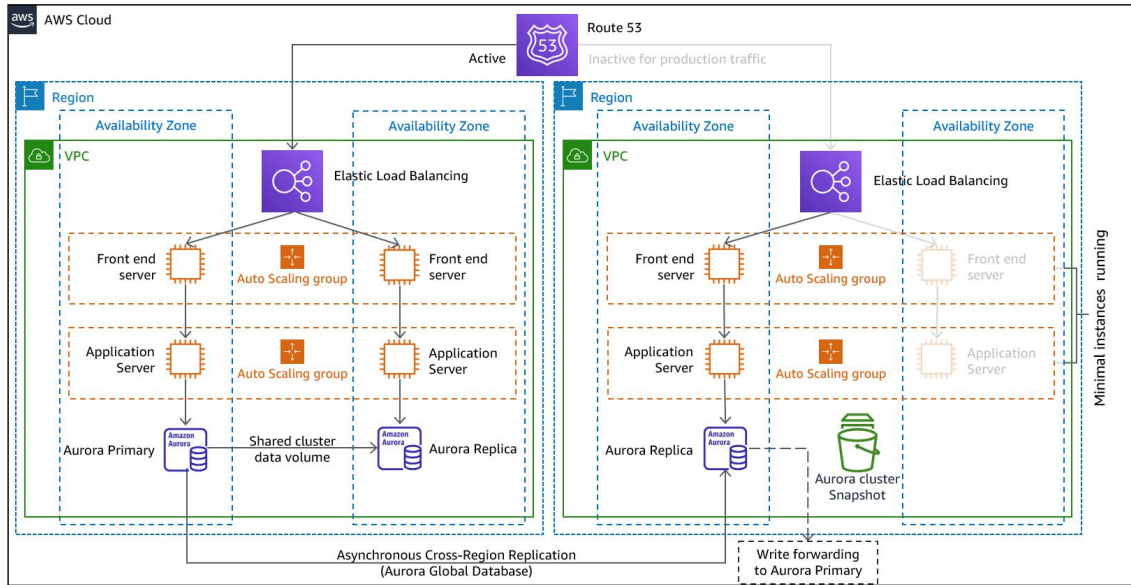 aws
AWS Cloud
Route 53
53
Active
Inactive for production traffic
Region
Availability Zone
Availability Zone
VPC
Elastic Load Balancing
Front end
server
Auto Scaling group
Front end
server
Application
Server
Auto Scaling group
Application
Server
Aurora Primary
Amazon
Aurora
Shared cluster
data volume
Amazon
Aurora
Aurora Replica
Region
Availability Zone
Availability Zone
VPC
Elastic Load Balancing
Front end
server
Auto Scaling group
Front end
server
Application
Server
Auto Scaling group
Application
Server
Minimal instances running
Aurora Replica
Amazon
Aurora
Aurora cluster
Snapshot
Asynchronous Cross-Region Replication
(Aurora Global Database)
Write forwarding
to Aurora Primary